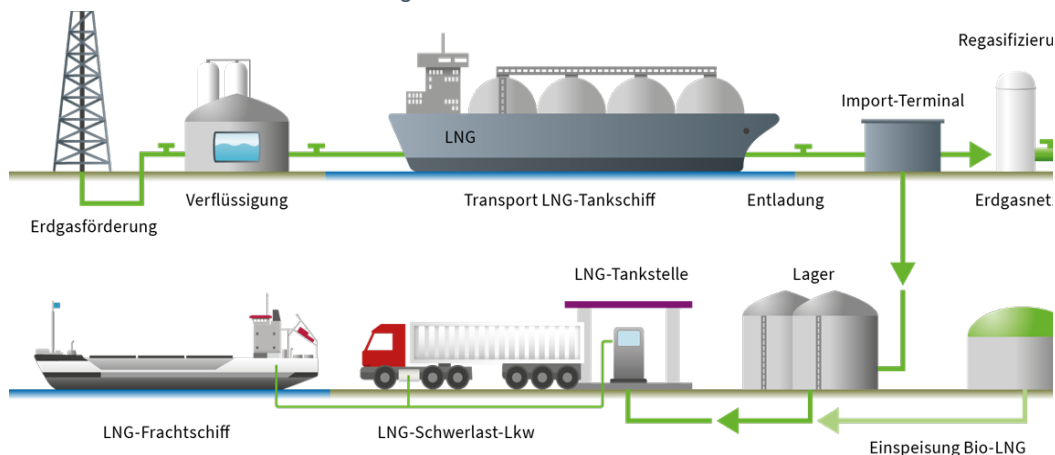 Regasifizieru
Import-Terminal
LNG
Verflüssigung
Transport LNG-Tankschiff
Entladung
Erdgasnetz
Erdgasförderung
LNG-Tankstelle
Lager
LNG-Frachtschiff
LNG-Schwerlast-Lkw
Einspeisung Bio-LNG